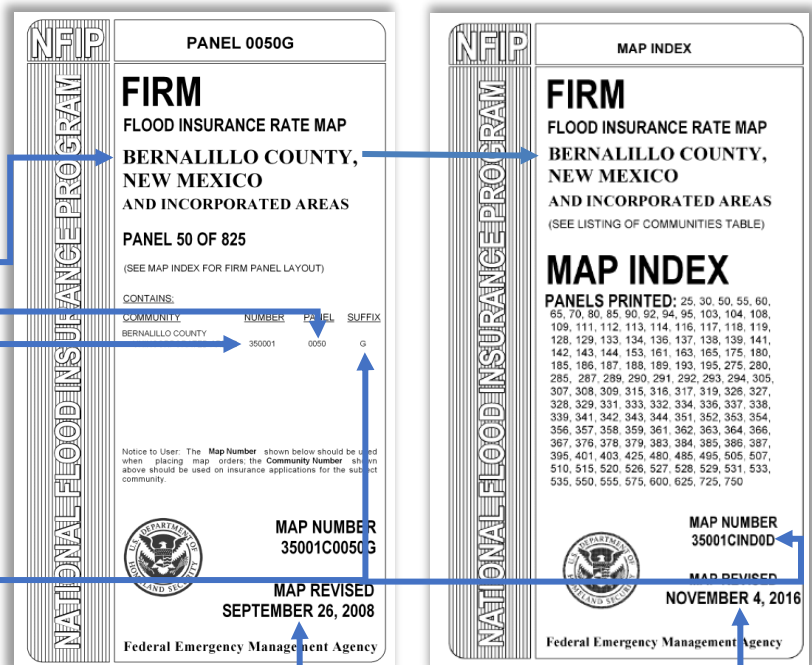 NFIP
PANEL 0050G
NATIONAL FLOOD INSURANCE PROGRAM
FIRM
FLOOD INSURANCE RATE MAP
BERNALILLO COUNTY,
NEW MEXICO
AND INCORPORATED AREAS
PANEL 50 OF 825
(SEE MAP INDEX FOR FIRM PANEL LAYOUT)
CONTAINS:
COMMUNITY NUMBER PANEL SUFFIX
BERNALILLO COUNTY
350001 0050 G
Notice to User: The Map Number shown below should be used
when placing map orders; the Community Number shown
above should be used on insurance applications for the subject
community.
U.S. DEPARTMENT OF HOMELAND SECURITY
MAP NUMBER
35001C0050G
MAP REVISED
SEPTEMBER 26, 2008
Federal Emergency Management Agency
NFIP
MAP INDEX
NATIONAL FLOOD INSURANCE PROGRAM
FIRM
FLOOD INSURANCE RATE MAP
BERNALILLO COUNTY,
NEW MEXICO
AND INCORPORATED AREAS
(SEE LISTING OF COMMUNITIES TABLE)
MAP INDEX
PANELS PRINTED: 25, 30, 50, 55, 60,
65, 70, 80, 85, 90, 92, 94, 95, 103, 104, 108,
109, 111, 112, 113, 114, 116, 117, 118, 119,
128, 129, 133, 134, 136, 137, 138, 139, 141,
142, 143, 144, 153, 161, 163, 165, 175, 180,
185, 186, 187, 188, 189, 193, 195, 275, 280,
285, 287, 289, 290, 291, 292, 293, 294, 305,
307, 308, 309, 315, 316, 317, 319, 326, 327,
328, 329, 331, 333, 332, 334, 336, 337, 338,
339, 341, 342, 343, 344, 351, 352, 353, 354,
356, 357, 358, 359, 361, 362, 363, 364, 366,
367, 376, 378, 379, 383, 384, 385, 386, 387,
395, 401, 403, 425, 480, 485, 495, 505, 507,
510, 515, 520, 526, 527, 528, 529, 531, 533,
535, 550, 555, 575, 600, 625, 725, 750
U.S. DEPARTMENT OF HOMELAND SECURITY
MAP NUMBER
35001CIND0D
MAP REVISED
NOVEMBER 4, 2016
Federal Emergency Management Agency